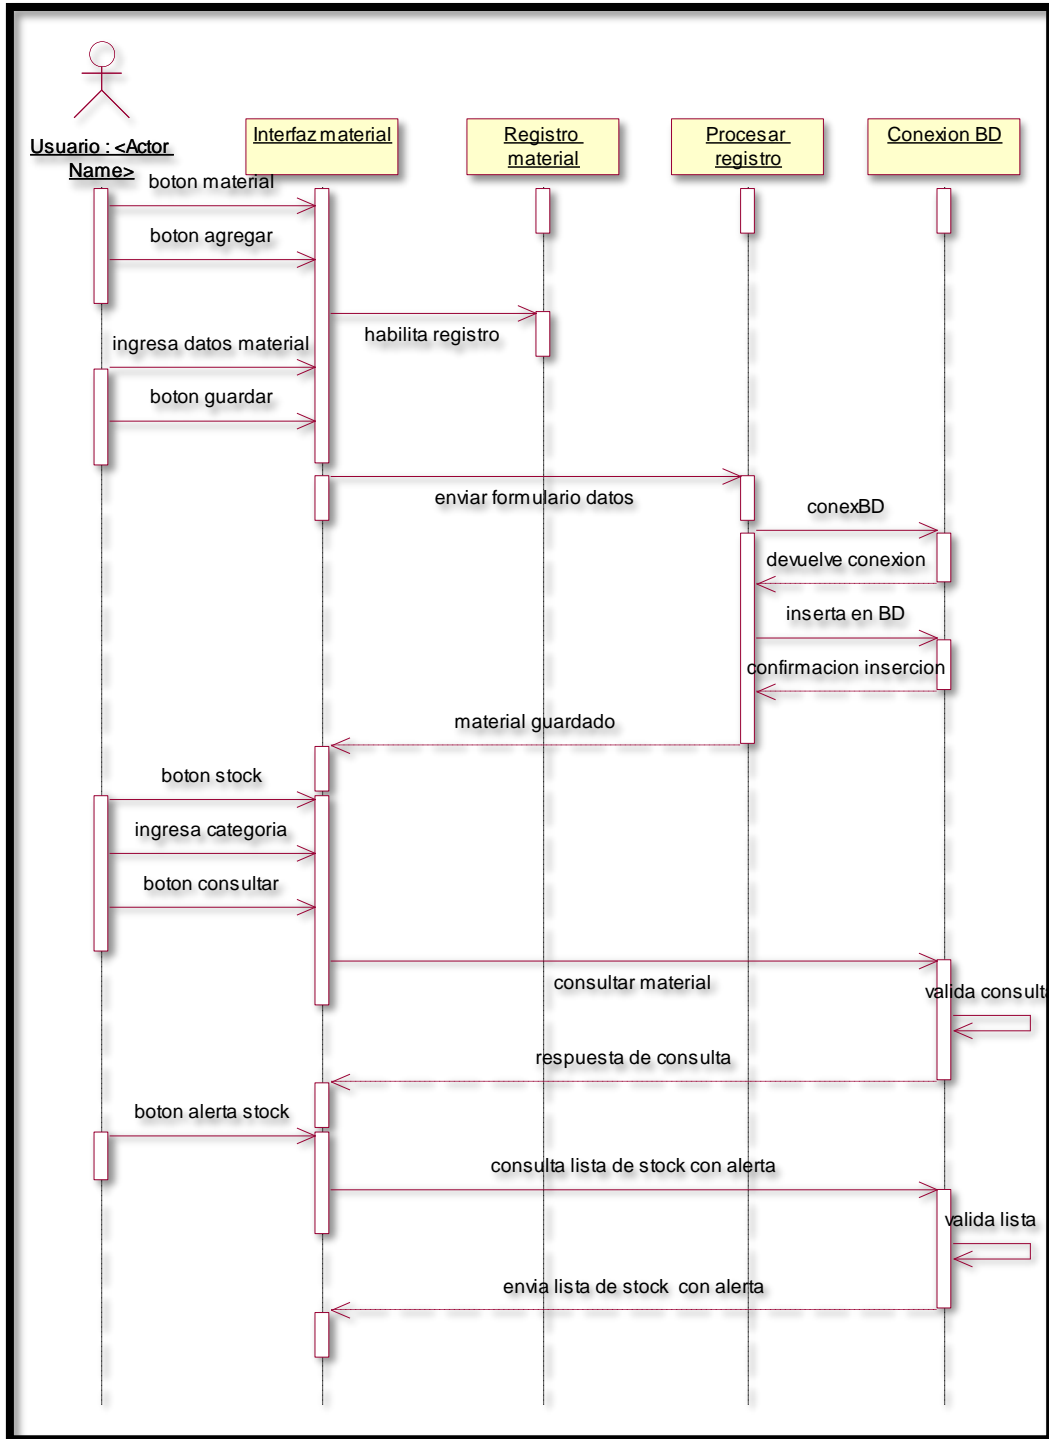 Usuario : <Actor
Name>
Interfaz material
Registro
material
Procesar
registro
Conexion BD
boton material
boton agregar
habilita registro
ingresa datos material
boton guardar
enviar formulario datos
conexBD
devuelve conexion
inserta en BD
confirmacion insercion
material guardado
boton stock
ingresa categoria
boton consultar
consultar material
valida consulta
respuesta de consulta
boton alerta stock
consulta lista de stock con alerta
valida lista
envia lista de stock  con alerta